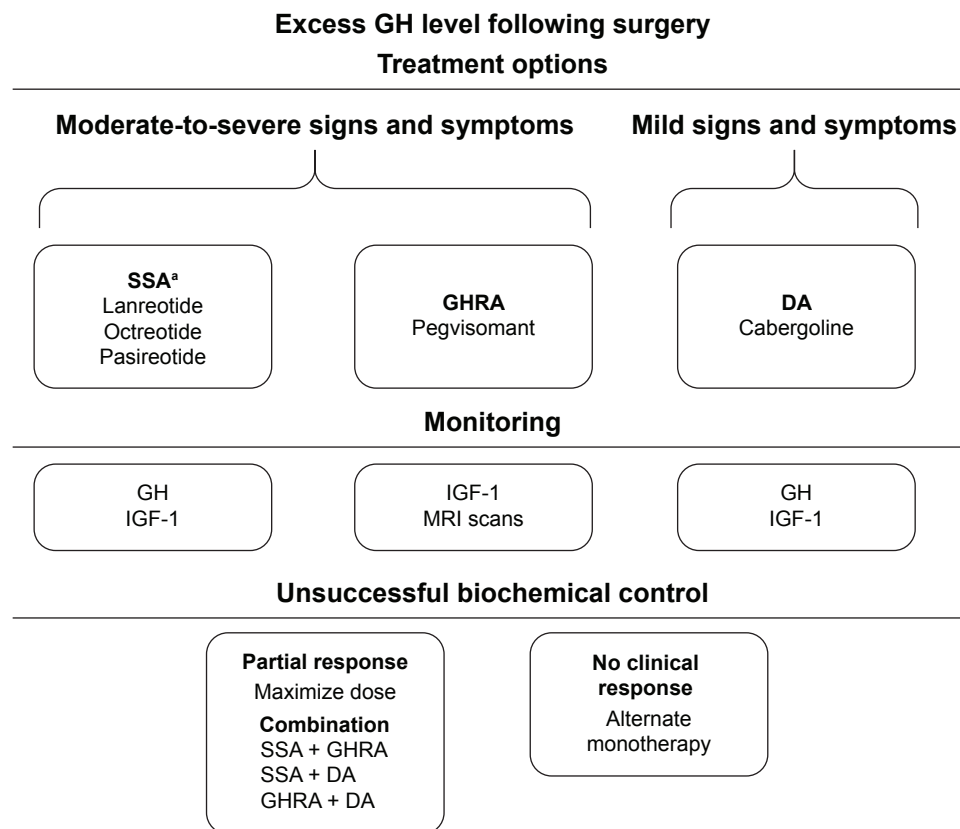 Excess GH level following surgery
Treatment options
Moderate-to-severe signs and symptoms
Mild signs and symptoms
SSAᵃ
Lanreotide
Octreotide
Pasireotide
GHRA
Pegvisomant
DA
Cabergoline
Monitoring
GH
IGF-1
IGF-1
MRI scans
GH
IGF-1
Unsuccessful biochemical control
Partial response
Maximize dose
Combination
SSA + GHRA
SSA + DA
GHRA + DA
No clinical
response
Alternate
monotherapy